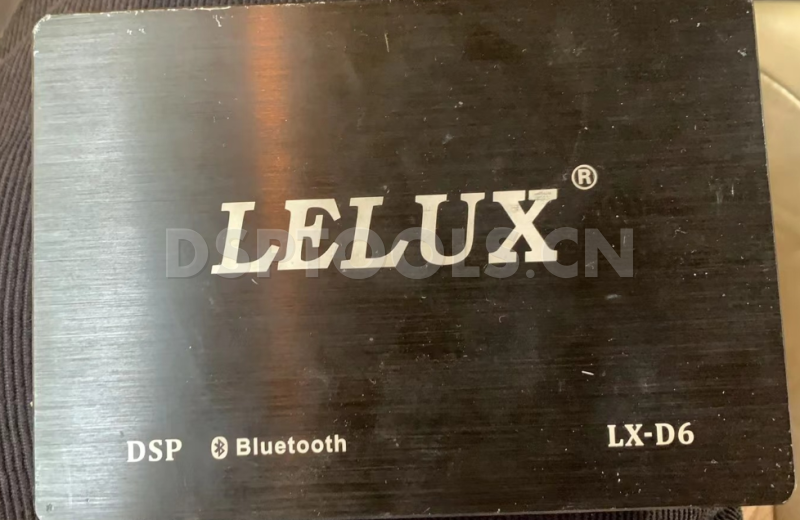 LELUX®
DSPTOOLS.CN
DSP Bluetooth LX-D6